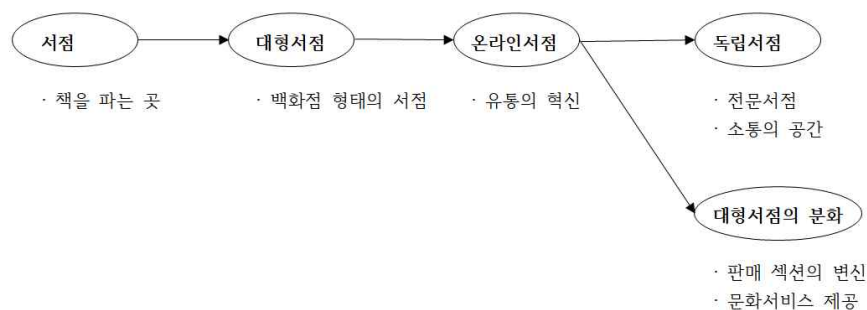 서점
대형서점
온라인서점
독립서점
· 책을 파는 곳
· 백화점 형태의 서점
· 유통의 혁신
· 전문서점
· 소통의 공간
대형서점의 분화
· 판매 섹션의 변신
· 문화서비스 제공